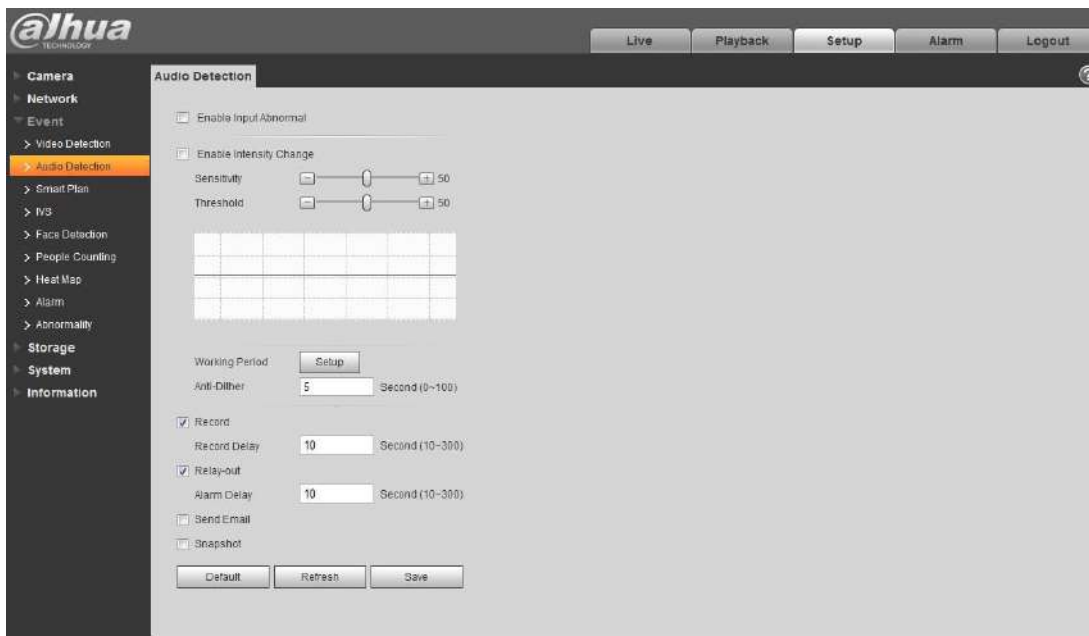 alhua
TECHNOLOGY
Live
Playback
Setup
Alarm
Logout
Camera
Network
Event
> Video Detection
> Audio Detection
> Smart Plan
> IVS
> Face Detection
> People Counting
> Heat Map
> Alarm
> Abnormality
Storage
System
Information
Audio Detection
?
Enable Input Abnormal
Enable Intensity Change
Sensitivity - + 50
Threshold - + 50
Working Period Setup
Anti-Dither 5 Second (0~100)
Record
Record Delay 10 Second (10~300)
Relay-out
Alarm Delay 10 Second (10~300)
Send Email
Snapshot
Default Refresh Save